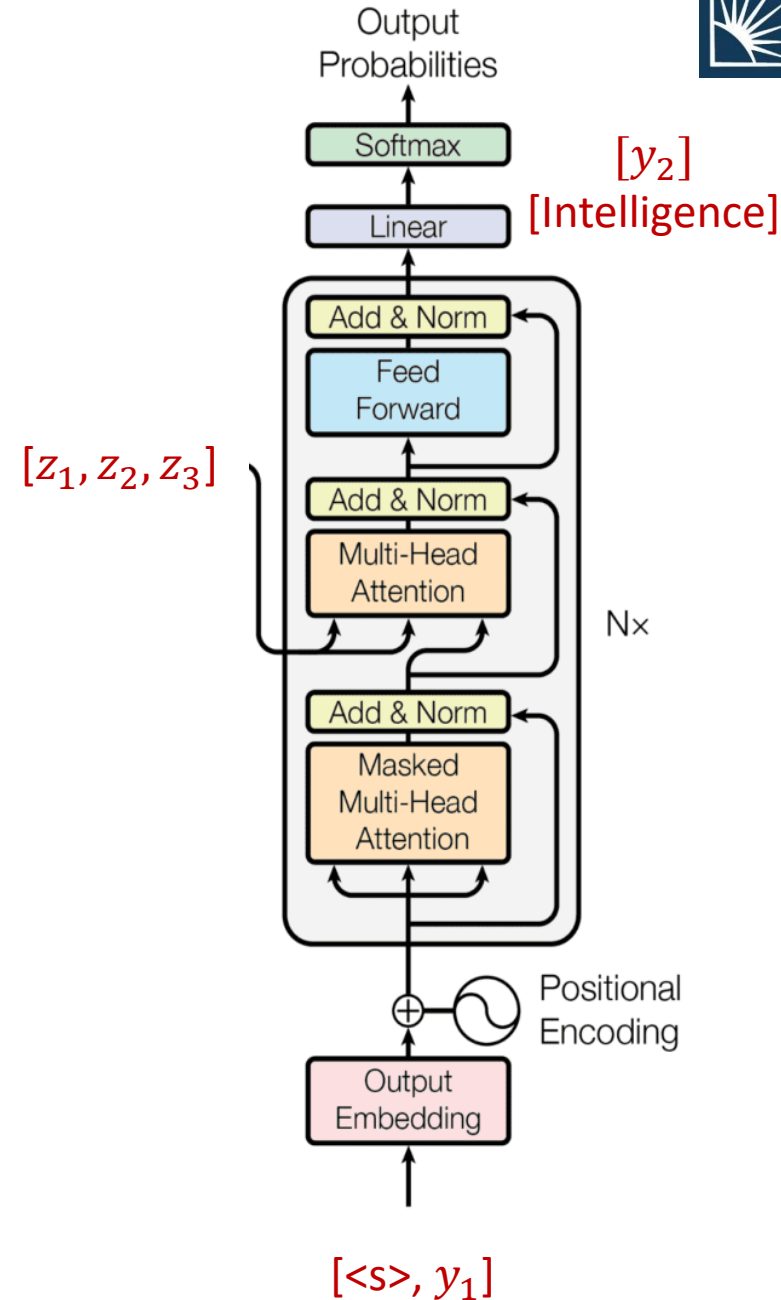 Output
Probabilities
Softmax
[y₂]
[Intelligence]
Linear
Add & Norm
Feed
Forward
[z₁, z₂, z₃]
Add & Norm
Multi-Head
Attention
N×
Add & Norm
Masked
Multi-Head
Attention
Positional
Encoding
Output
Embedding
[<s>, y₁]